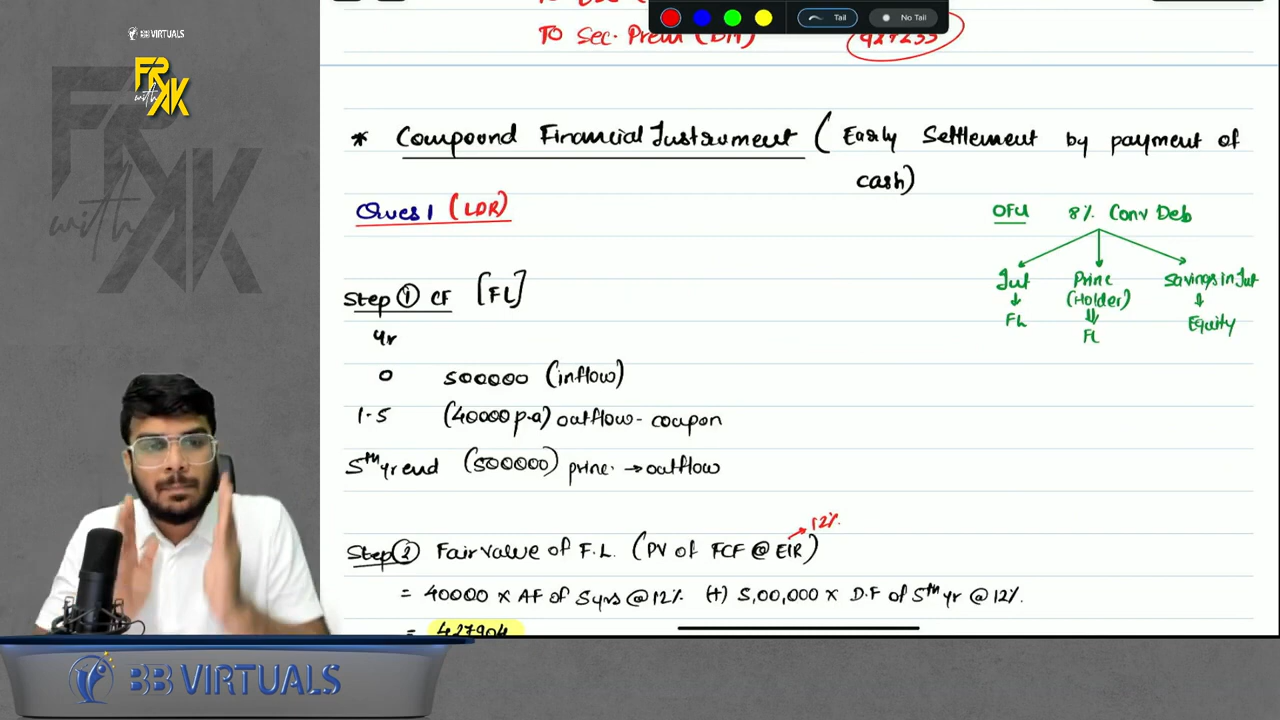 BB VIRTUALS
FR
with
AK
Tail
No Tail
To Sec. Prem (BM)
* Compound Financial Instrument ( Early Settlement by payment of
cash)
Ques 1 (LDR)
OFU 8% Conv Deb
Int
↓
FL
Princ
(Holder)
⇓
FL
Savings in Int
⇓
Equity
Step ① CF [FL]
Yr
0 500000 (inflow)
1-5 (40000 p.a) outflow - coupon
5th yr end (500000) princ. → outflow
Step ② Fair value of F.L. (PV of FCF @ EIR)
12%
= 40000 x AF of 5yrs @ 12% (+) 5,00,000 x D.F of 5th yr @ 12%.
= 427904
BB VIRTUALS